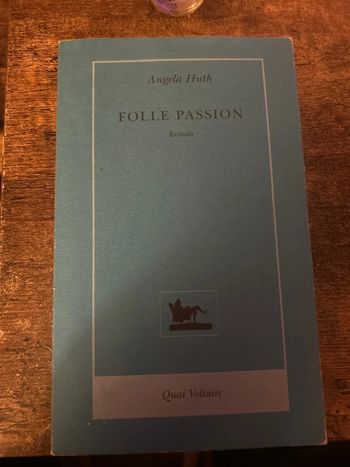 Angela Huth
FOLLE PASSION
Roman
Quai Voltaire